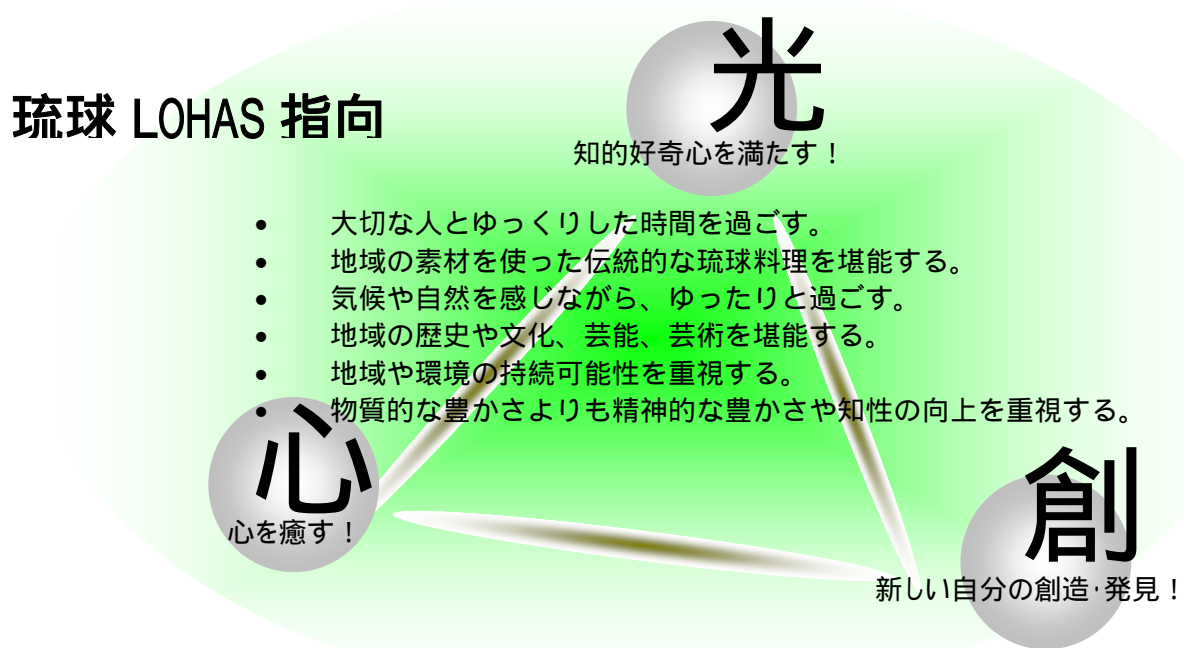 光
琉球 LOHAS 指向
知的好奇心を満たす！
• 大切な人とゆっくりした時間を過ごす。
• 地域の素材を使った伝統的な琉球料理を堪能する。
• 気候や自然を感じながら、ゆったりと過ごす。
• 地域の歴史や文化、芸能、芸術を堪能する。
• 地域や環境の持続可能性を重視する。
• 物質的な豊かさよりも精神的な豊かさや知性の向上を重視する。
心
心を癒す！
創
新しい自分の創造･発見！